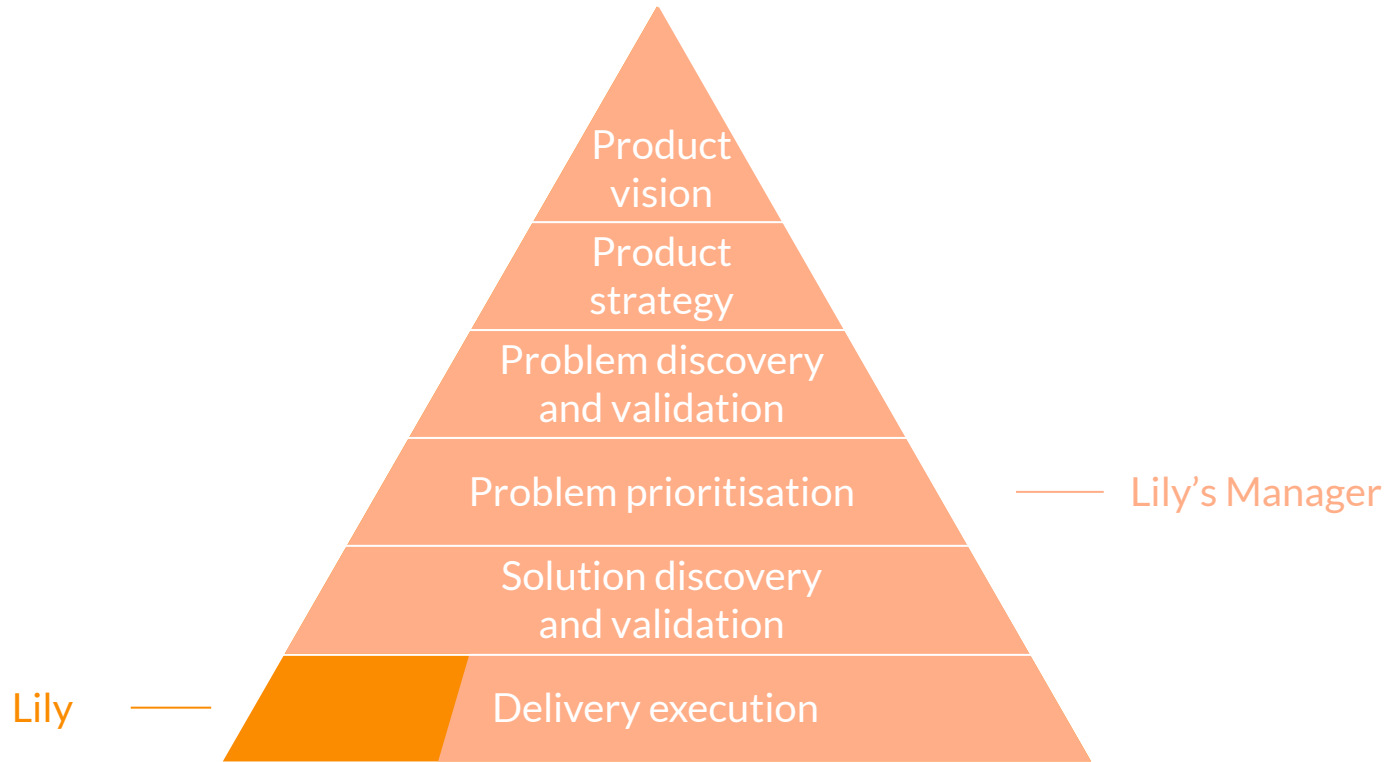 Product
vision
Product
strategy
Problem discovery
and validation
Problem prioritisation
Lily’s Manager
Solution discovery
and validation
Lily
Delivery execution